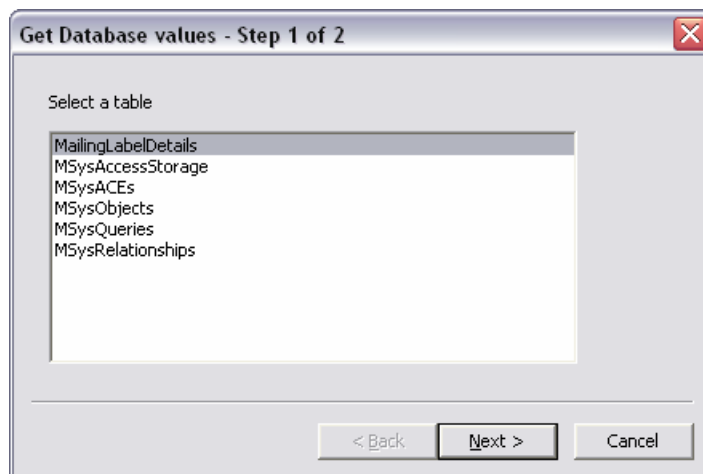 Get Database values - Step 1 of 2
Select a table
MailingLabelDetails
MSysAccessStorage
MSysACEs
MSysObjects
MSysQueries
MSysRelationships
< Back Next > Cancel